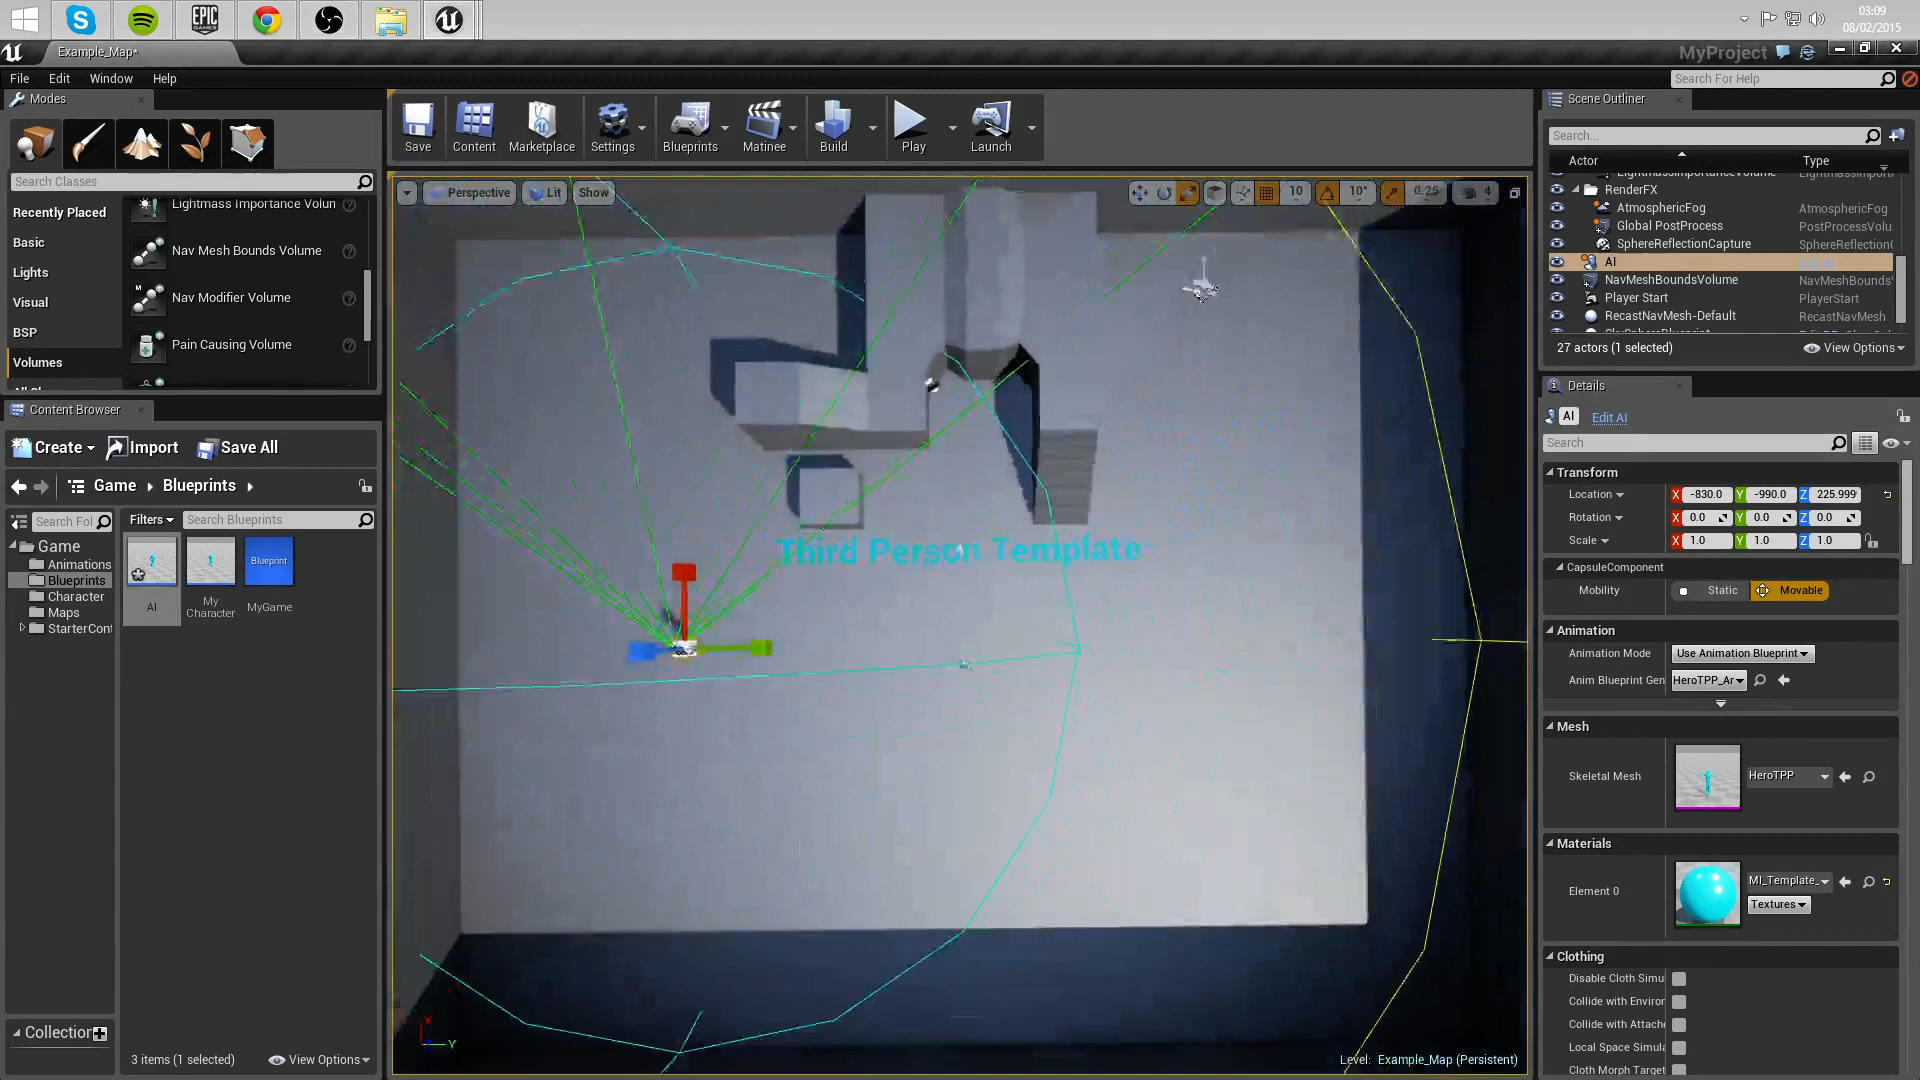 EPIC GAMES
03:09
08/02/2015
Example_Map*
MyProject
File Edit Window Help
Search For Help
Modes
Search Classes
Recently Placed
Basic
Lights
Visual
BSP
Volumes
Lightmass Importance Volun
Nav Mesh Bounds Volume
Nav Modifier Volume
Pain Causing Volume
Save
Content
Marketplace
Settings
Blueprints
Matinee
Build
Play
Launch
Perspective
Lit
Show
10
10°
0.25
4
Third Person Template
X
Y
Level: Example_Map (Persistent)
Content Browser
Create
Import
Save All
Game
Blueprints
Search Fol
Filters
Search Blueprints
Game
Animations
Blueprints
Character
Maps
StarterCont
AI
My Character
Blueprint
MyGame
Collection
3 items (1 selected)
View Options
Scene Outliner
Search...
Actor Type
RenderFX
AtmosphericFog AtmosphericFog
Global PostProcess PostProcessVolu
SphereReflectionCapture SphereReflection
AI
NavMeshBoundsVolume NavMeshBounds
Player Start PlayerStart
RecastNavMesh-Default RecastNavMesh
27 actors (1 selected)
View Options
Details
AI
Edit AI
Search
Transform
Location X -830.0 Y -990.0 Z 225.999
Rotation X 0.0 Y 0.0 Z 0.0
Scale X 1.0 Y 1.0 Z 1.0
CapsuleComponent
Mobility Static Movable
Animation
Animation Mode Use Animation Blueprint
Anim Blueprint Gen HeroTPP_Ar
Mesh
Skeletal Mesh HeroTPP
Materials
Element 0 MI_Template_
Textures
Clothing
Disable Cloth Simu
Collide with Enviror
Collide with Attach
Local Space Simula
Cloth Morph Target